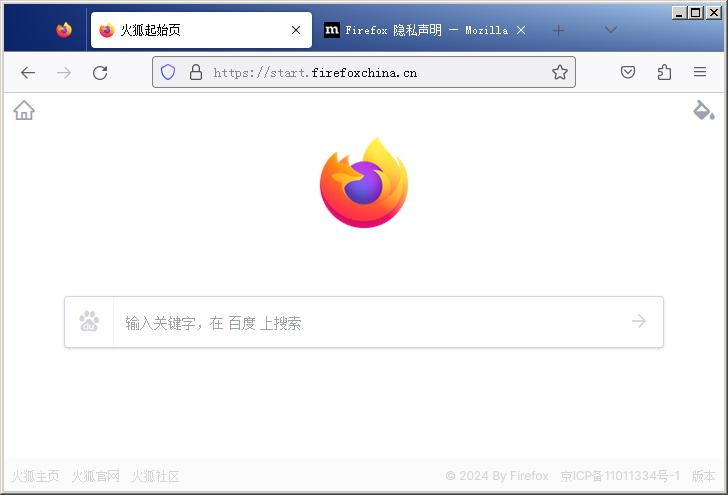 火狐起始页
Firefox 隐私声明 — Mozilla
https://start.firefoxchina.cn
du
输入关键字，在 百度 上搜索
火狐主页 火狐官网 火狐社区 © 2024 By Firefox 京ICP备11011334号-1 版本